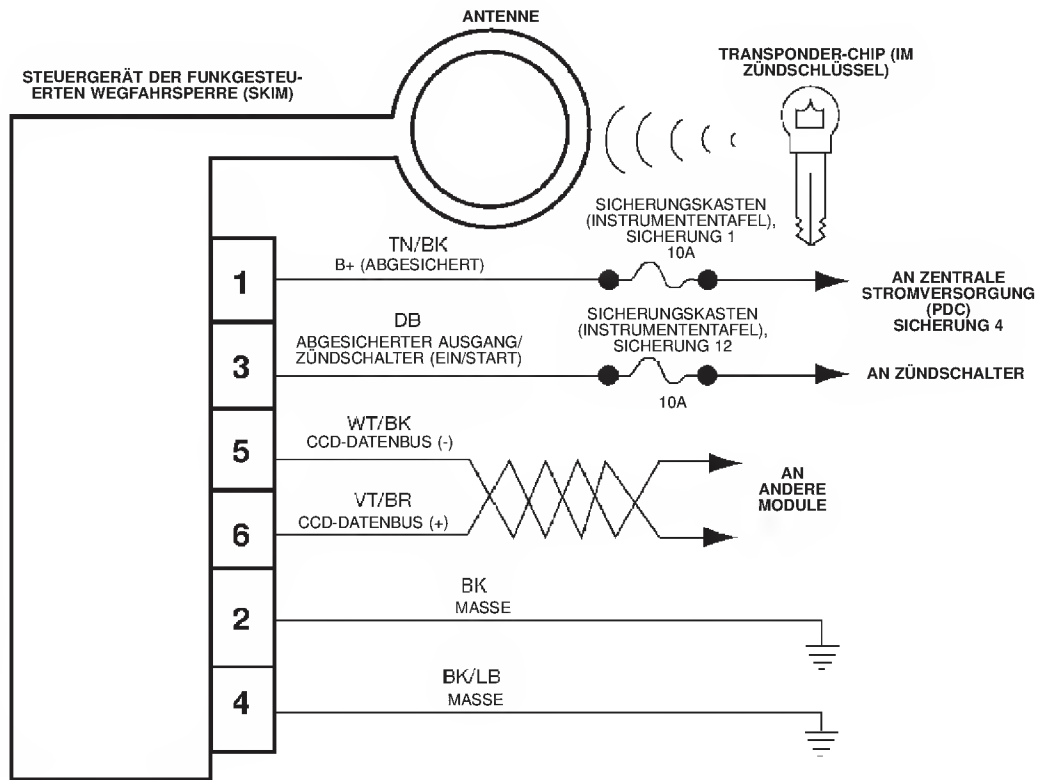 ANTENNE
STEUERGERÄT DER FUNKGESTEU-
ERTEN WEGFAHRSPERRE (SKIM)
TRANSPONDER-CHIP (IM
ZÜNDSCHLÜSSEL)
SICHERUNGSKASTEN
(INSTRUMENTENTAFEL),
SICHERUNG 1
10A
1
TN/BK
B+ (ABGESICHERT)
AN ZENTRALE
STROMVERSORGUNG
(PDC)
SICHERUNG 4
3
DB
ABGESICHERTER AUSGANG/
ZÜNDSCHALTER (EIN/START)
SICHERUNGSKASTEN
(INSTRUMENTENTAFEL),
SICHERUNG 12
10A
AN ZÜNDSCHALTER
5
WT/BK
CCD-DATENBUS (-)
6
VT/BR
CCD-DATENBUS (+)
AN
ANDERE
MODULE
2
BK
MASSE
4
BK/LB
MASSE